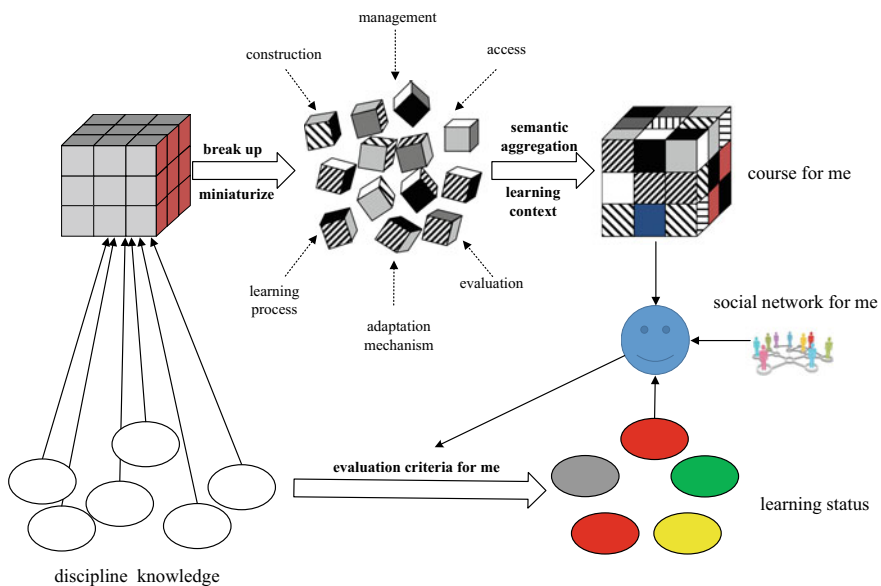 management
construction
access
break up
miniaturize
semantic
aggregation
learning
context
course for me
learning
process
adaptation
mechanism
evaluation
social network for me
evaluation criteria for me
learning status
discipline knowledge